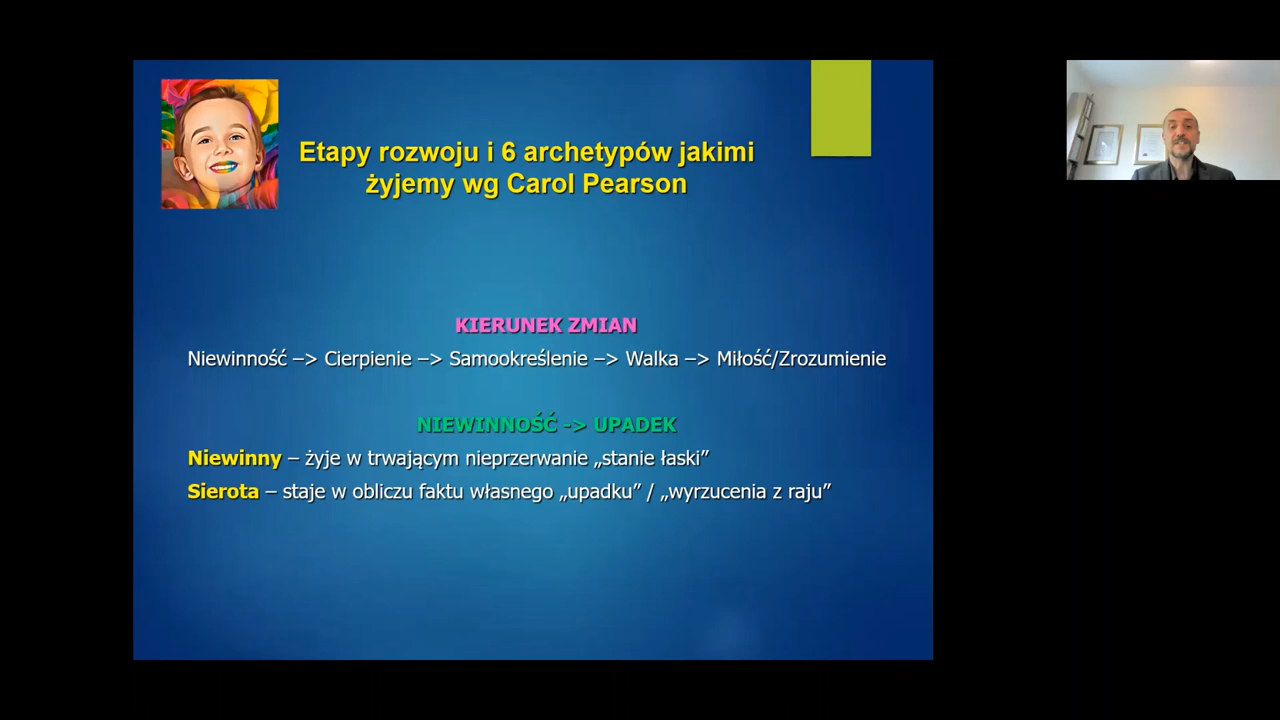 Etapy rozwoju i 6 archetypów jakimi
żyjemy wg Carol Pearson
KIERUNEK ZMIAN
Niewinność –> Cierpienie –> Samookreślenie –> Walka –> Miłość/Zrozumienie
NIEWINNOŚĆ -> UPADEK
Niewinny – żyje w trwającym nieprzerwanie „stanie łaski”
Sierota – staje w obliczu faktu własnego „upadku” / „wyrzucenia z raju”